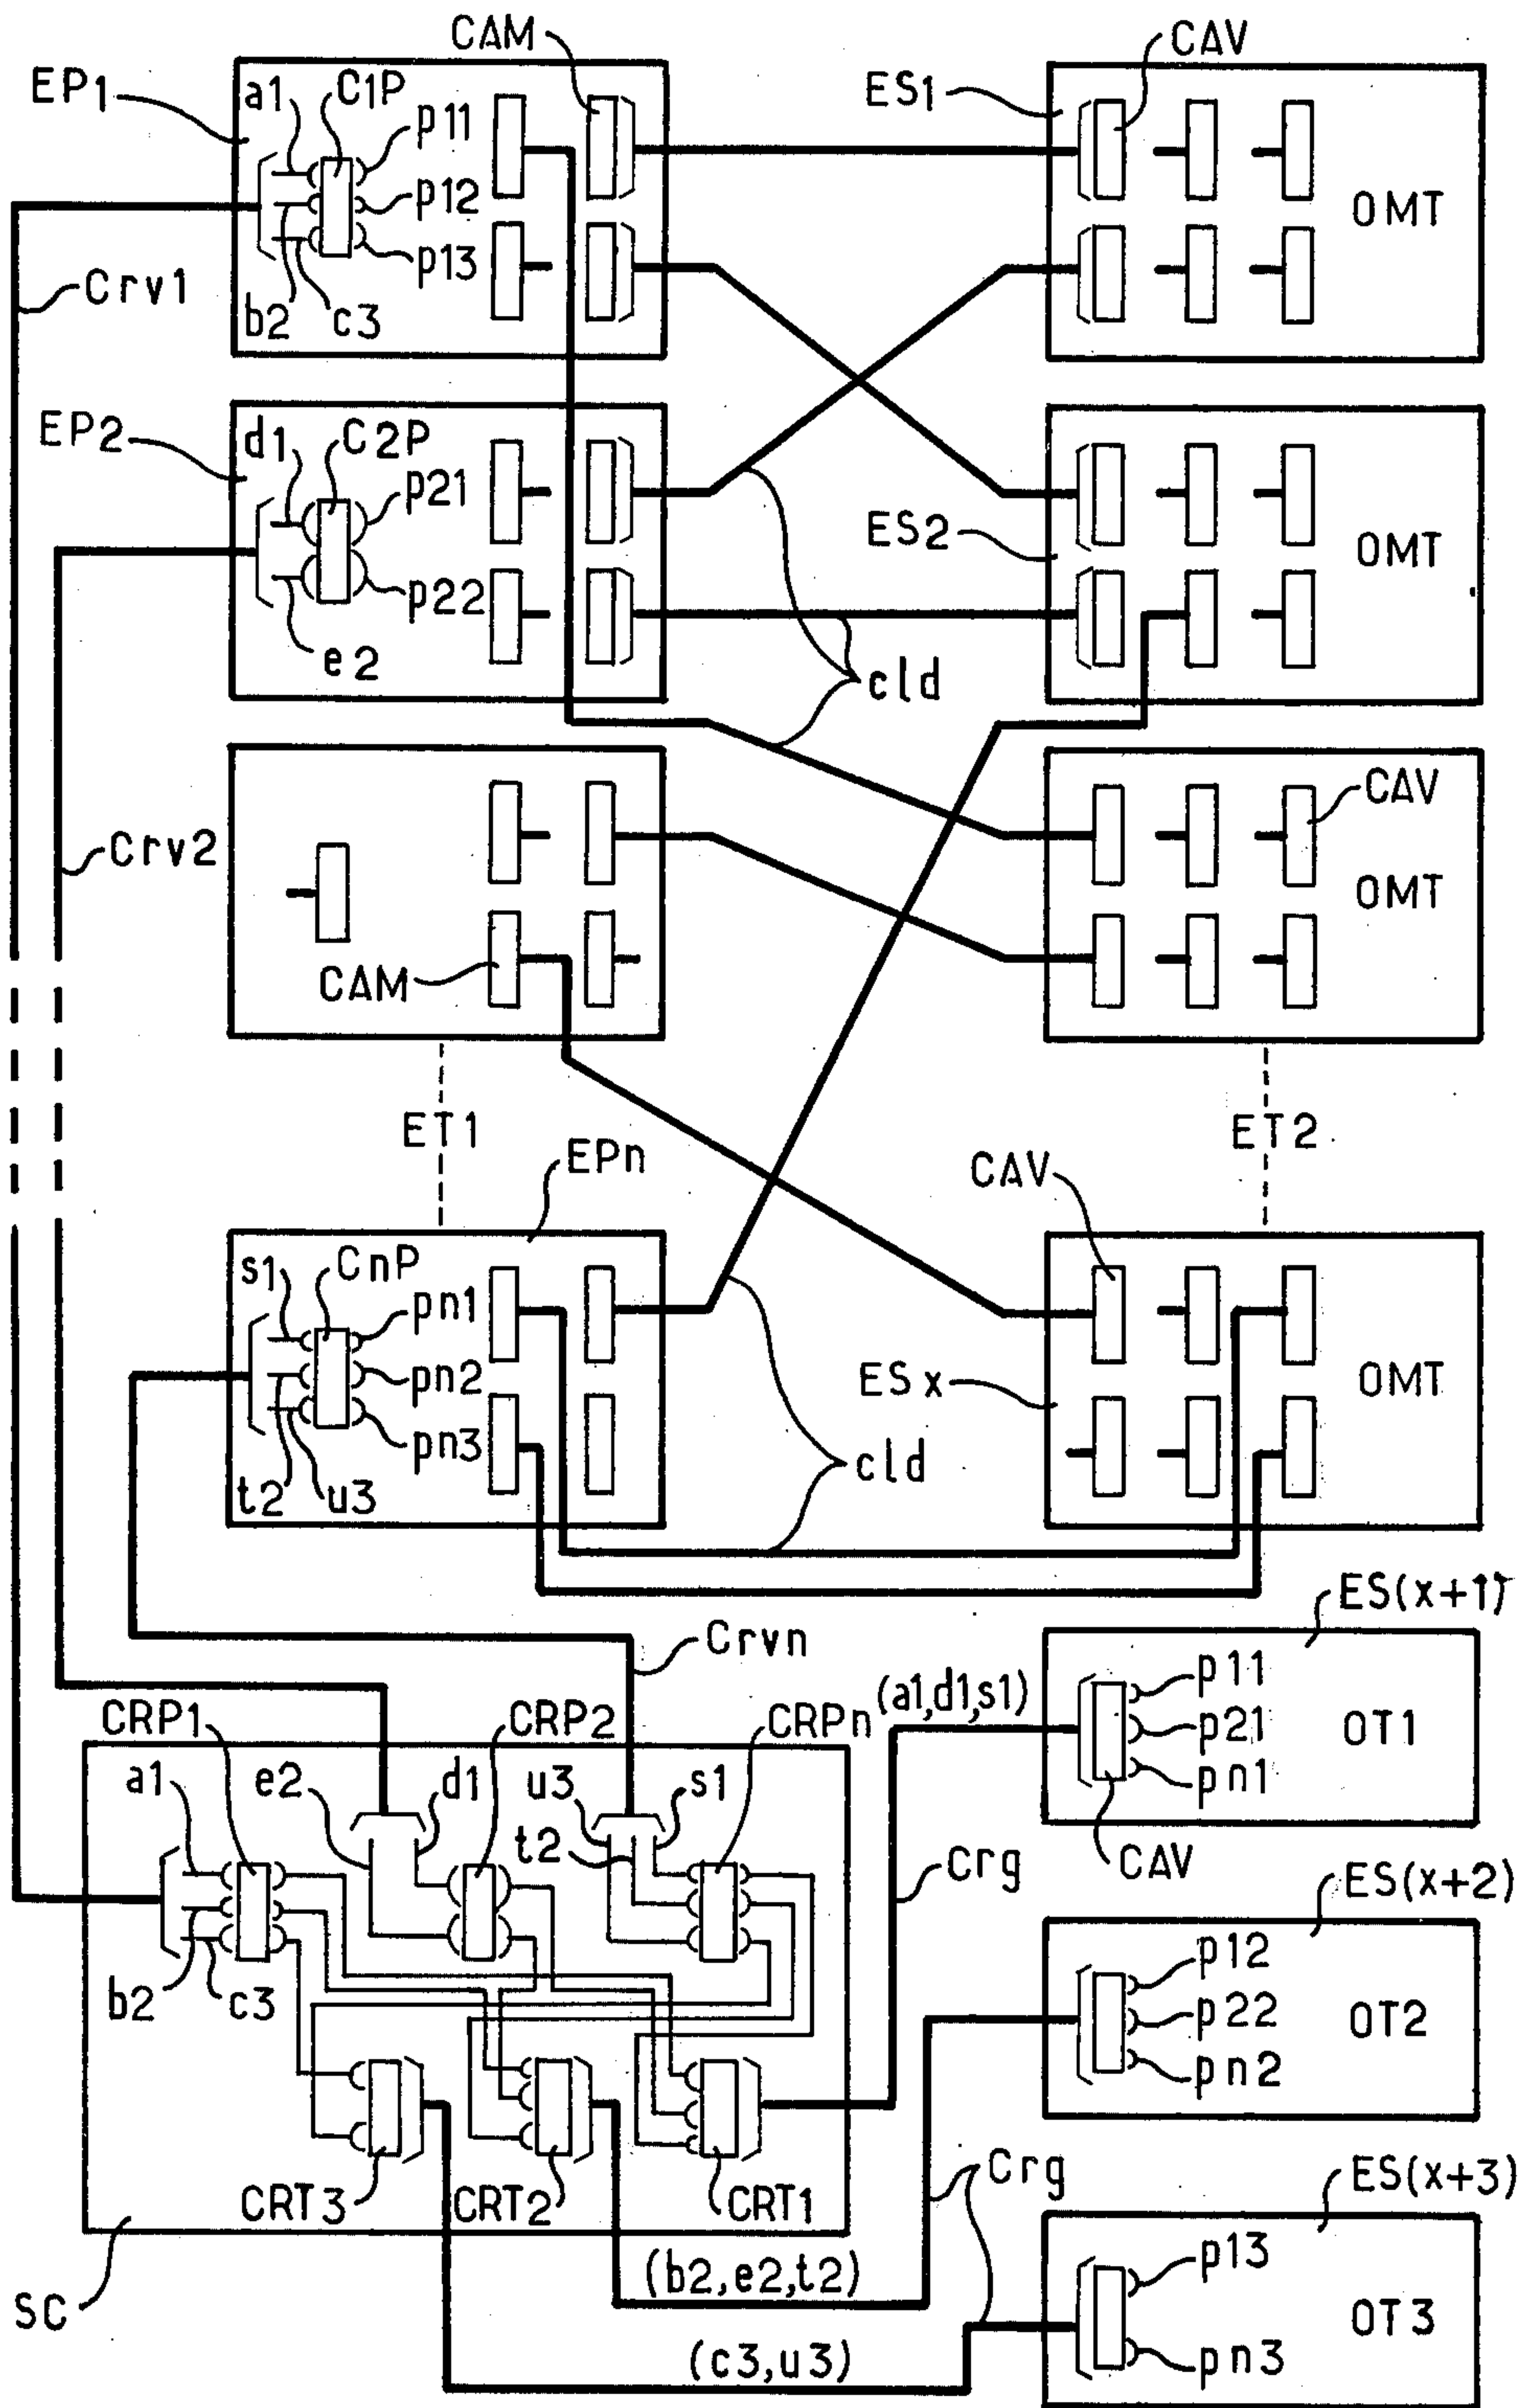 CAM
CAV
EP1
a1
C1P
p11
p12
p13
b2
c3
ES1
OMT
Crv1
EP2
d1
C2P
p21
p22
e2
ES2
OMT
cld
Crv2
CAM
CAV
OMT
ET1
ET2
EPn
CAV
s1
CnP
pn1
pn2
pn3
t2
u3
ESx
OMT
cld
ES(x+1)
Crvn
(a1,d1,s1)
p11
p21
pn1
OT1
CAV
CRP1
CRP2
CRPn
a1
e2
d1
u3
s1
t2
b2
c3
Crg
ES(x+2)
p12
p22
pn2
OT2
CRT3
CRT2
CRT1
Crg
ES(x+3)
SC
(b2,e2,t2)
p13
pn3
OT3
(c3,u3)